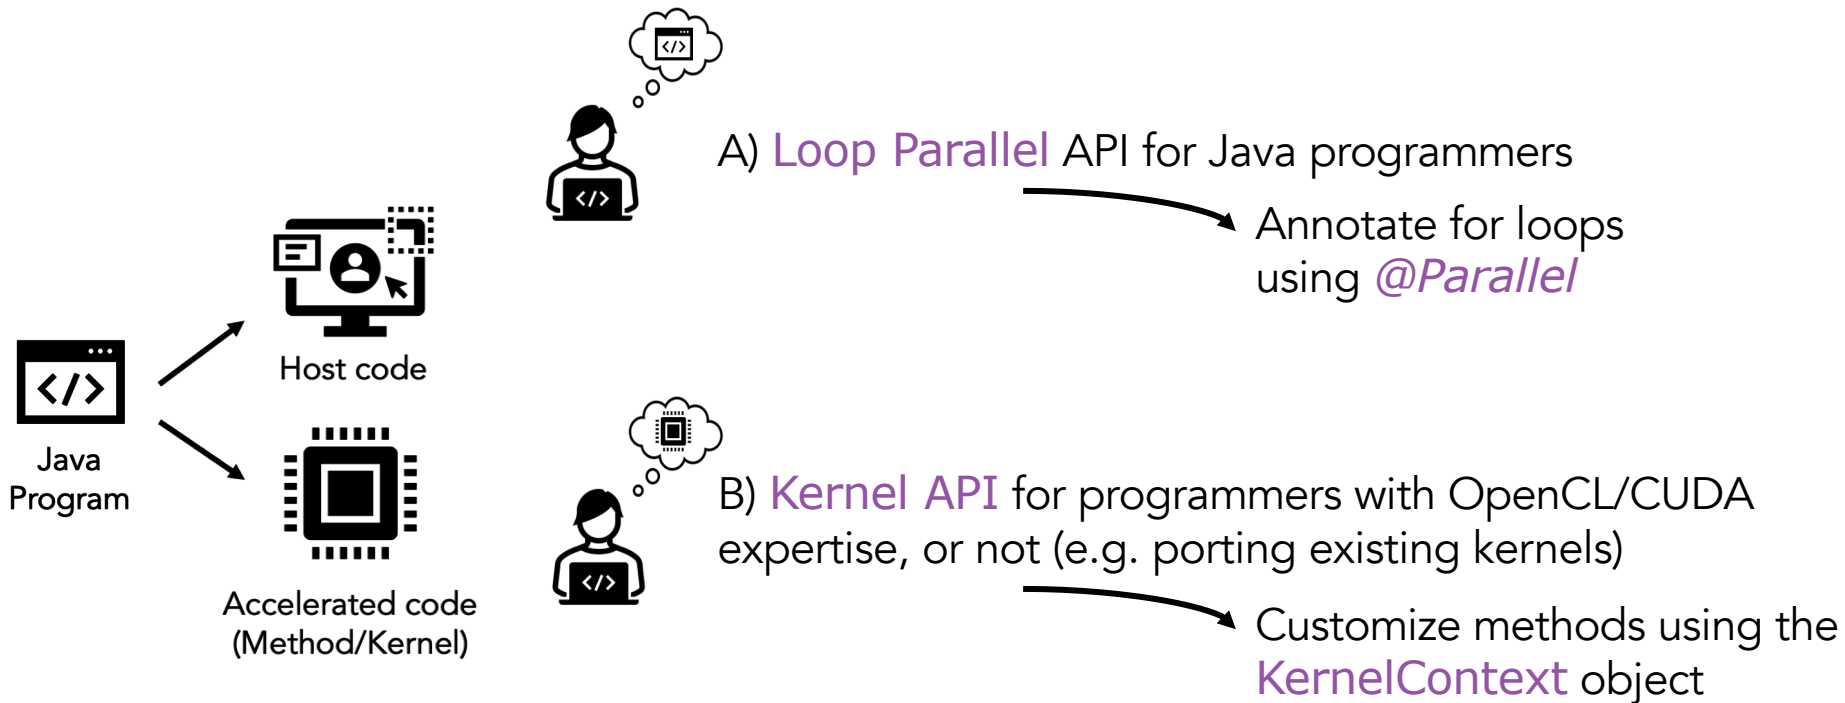 </>
A) Loop Parallel API for Java programmers
</>
Annotate for loops
using @Parallel
Host code
</>
Java
Program
B) Kernel API for programmers with OpenCL/CUDA
expertise, or not (e.g. porting existing kernels)
</>
Accelerated code
(Method/Kernel)
Customize methods using the
KernelContext object